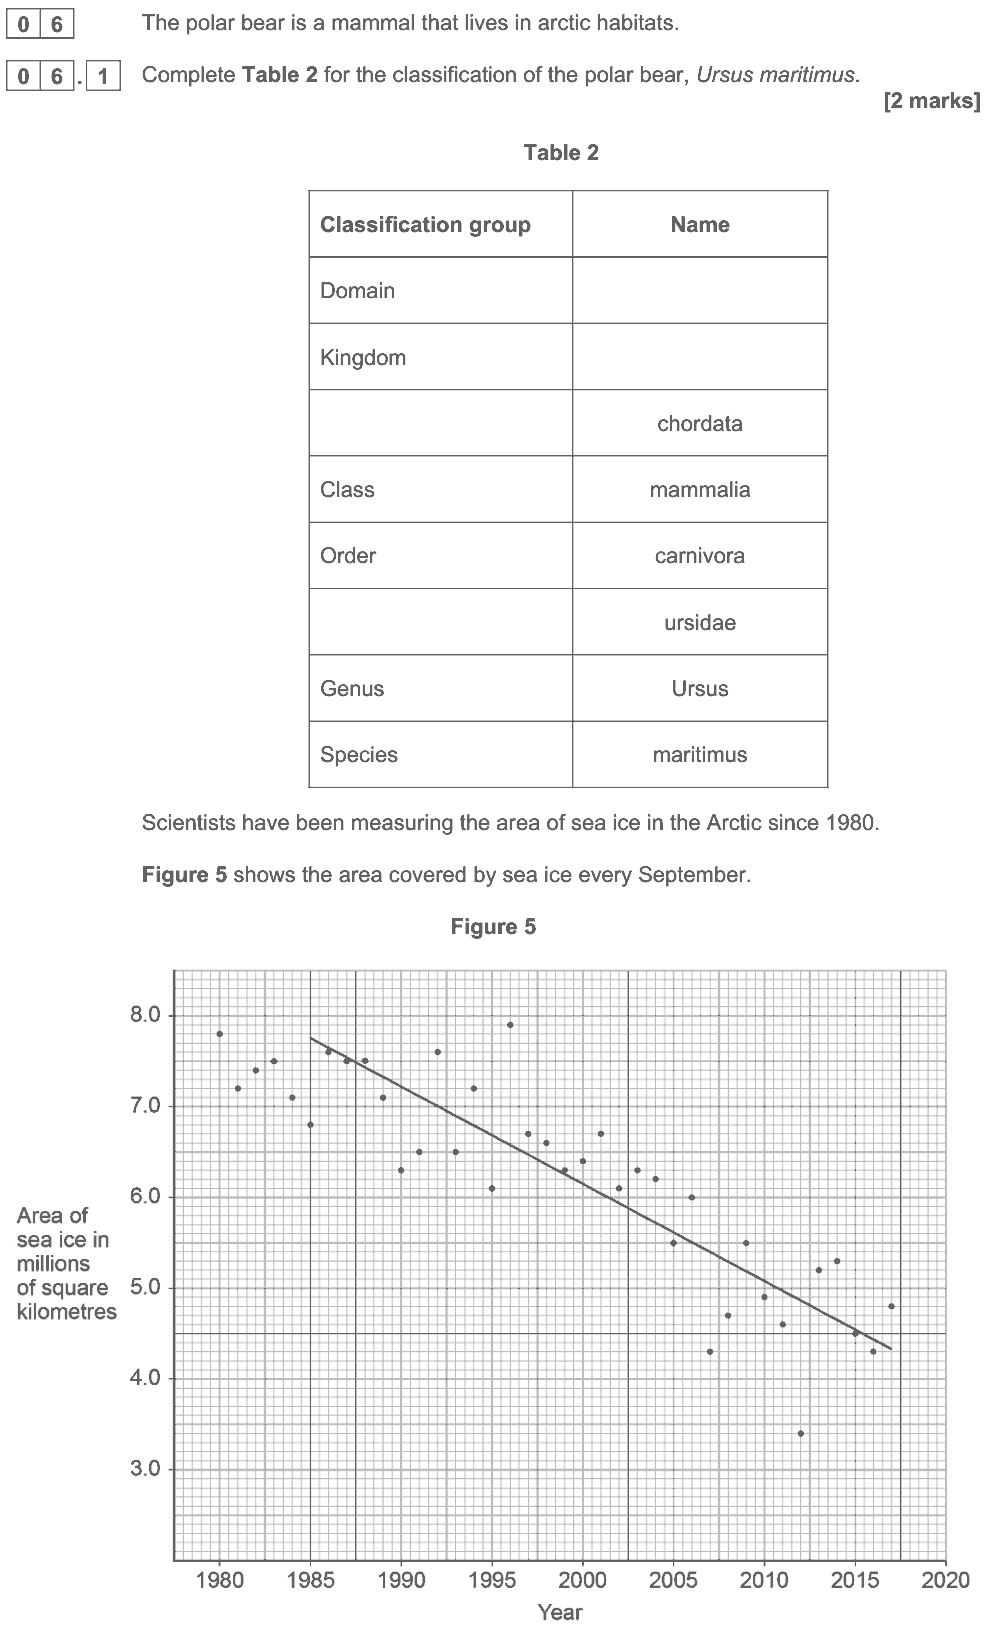 0 6 The polar bear is a mammal that lives in arctic habitats.
0 6 . 1 Complete Table 2 for the classification of the polar bear, Ursus maritimus.
[2 marks]
Table 2
Classification group Name
Domain
Kingdom
chordata
Class mammalia
Order carnivora
ursidae
Genus Ursus
Species maritimus
Scientists have been measuring the area of sea ice in the Arctic since 1980.
Figure 5 shows the area covered by sea ice every September.
Figure 5
8.0
7.0
6.0
Area of
sea ice in
millions
of square
kilometres
5.0
4.0
3.0
1980 1985 1990 1995 2000 2005 2010 2015 2020
Year